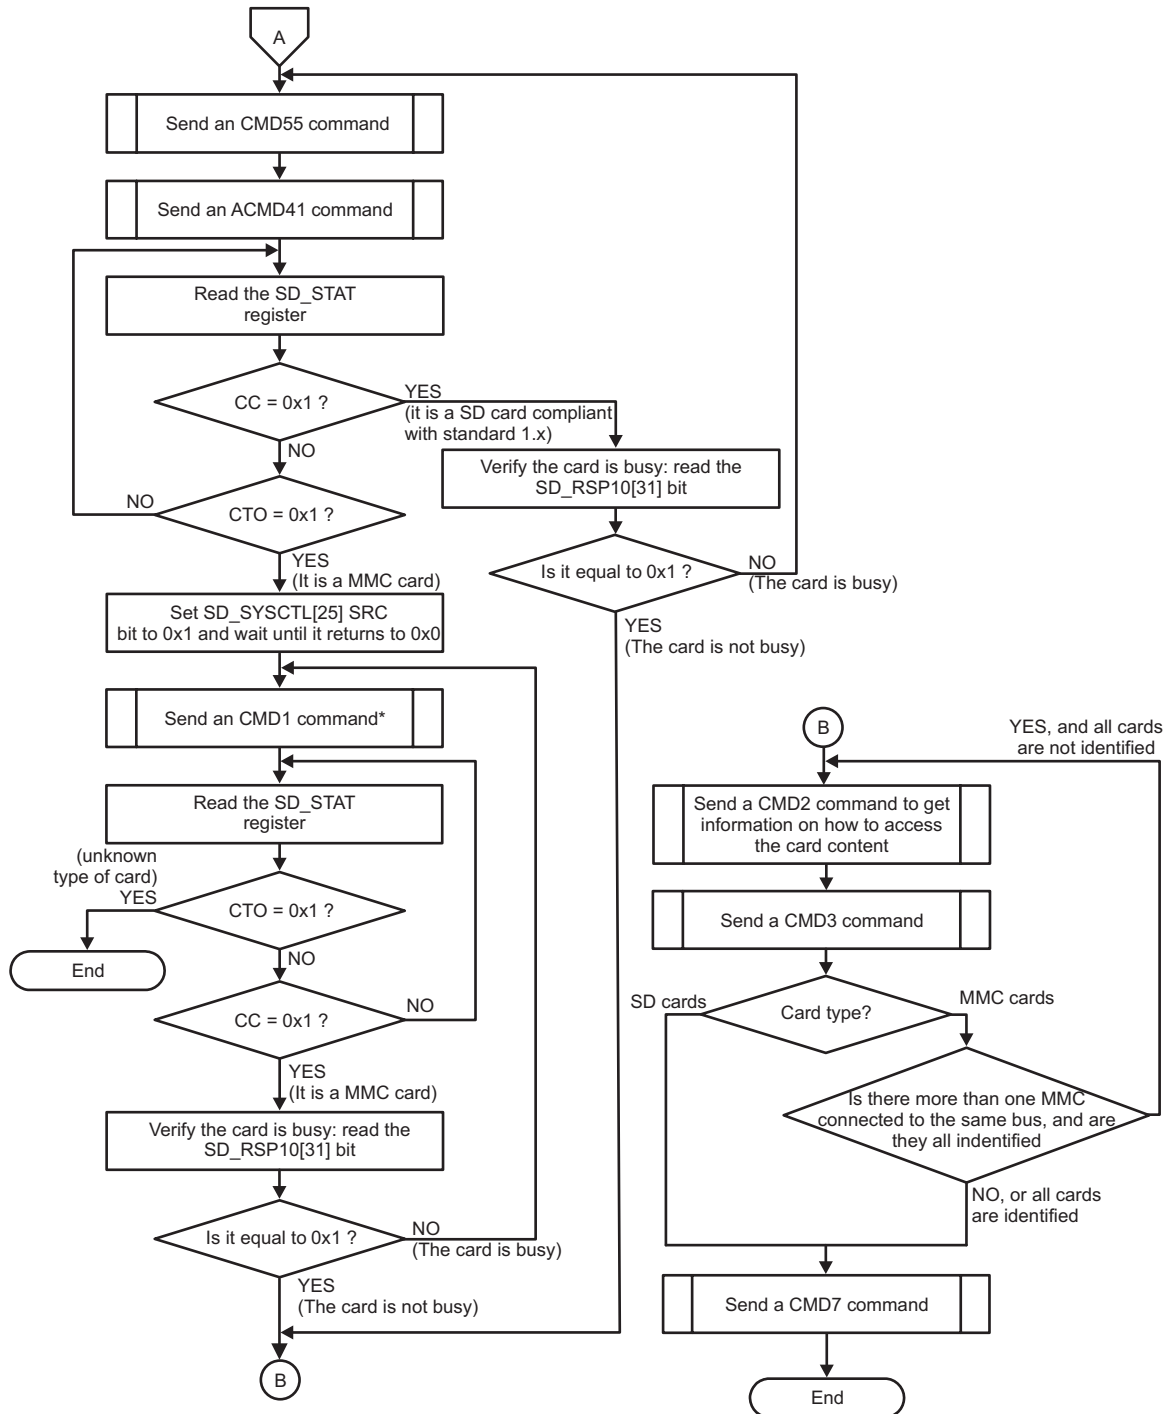 A
Send an CMD55 command
Send an ACMD41 command
Read the SD_STAT
register
CC = 0x1 ?
YES
(it is a SD card compliant
with standard 1.x)
NO
Verify the card is busy: read the
SD_RSP10[31] bit
CTO = 0x1 ?
NO
YES
(It is a MMC card)
Is it equal to 0x1 ?
NO
(The card is busy)
YES
(The card is not busy)
Set SD_SYSCTL[25] SRC
bit to 0x1 and wait until it returns to 0x0
Send an CMD1 command*
Read the SD_STAT
register
(unknown
type of card)
YES
CTO = 0x1 ?
End
NO
CC = 0x1 ?
NO
YES
(It is a MMC card)
Verify the card is busy: read the
SD_RSP10[31] bit
Is it equal to 0x1 ?
NO
(The card is busy)
YES
(The card is not busy)
B
B
YES, and all cards
are not identified
Send a CMD2 command to get
information on how to access
the card content
Send a CMD3 command
SD cards
Card type?
MMC cards
Is there more than one MMC
connected to the same bus, and are
they all indentified
NO, or all cards
are identified
Send a CMD7 command
End